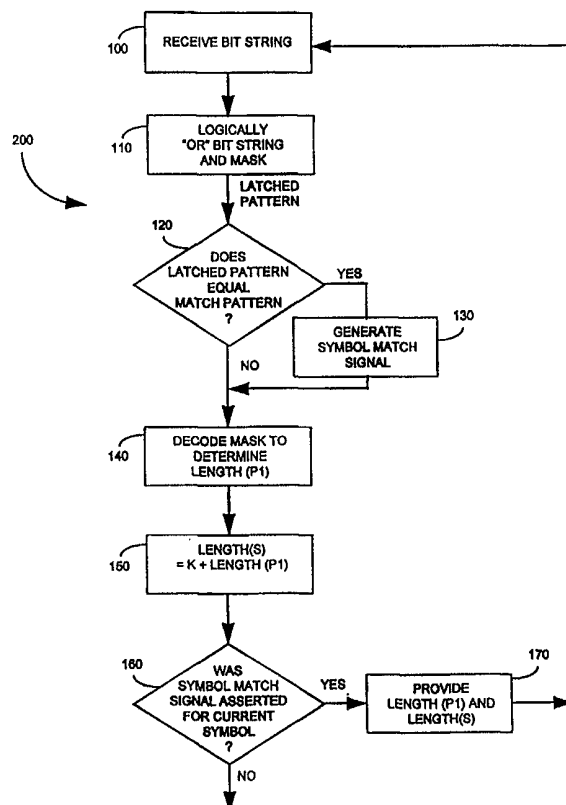 100
RECEIVE BIT STRING
110
LOGICALLY
"OR" BIT STRING
AND MASK
200
LATCHED
PATTERN
120
DOES
LATCHED PATTERN
EQUAL
MATCH PATTERN
?
YES
130
GENERATE
SYMBOL MATCH
SIGNAL
NO
140
DECODE MASK TO
DETERMINE
LENGTH (P1)
150
LENGTH(S)
= K + LENGTH (P1)
160
WAS
SYMBOL MATCH
SIGNAL ASSERTED
FOR CURRENT
SYMBOL
?
YES
170
PROVIDE
LENGTH (P1) AND
LENGTH(S)
NO